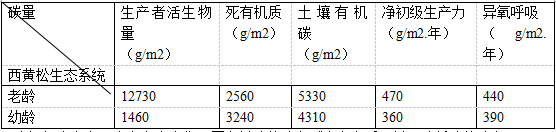 碳量
生产者活生物量（g/m2） 死有机质（g/m2） 土壤有机碳（g/m2） 净初级生产力（g/m2.年） 异氧呼吸（g/m2.年）
西黄松生态系统
老龄 12730 2560 5330 470 440
幼龄 1460 3240 4310 360 390